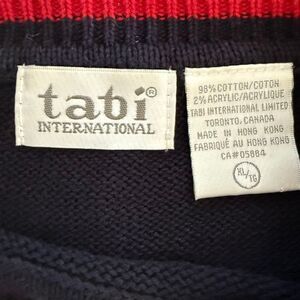 tabi®
INTERNATIONAL
98% COTTON/COTON
2% ACRYLIC/ACRYLIQUE
TABI INTERNATIONAL LIMITED
TORONTO, CANADA
MADE IN HONG KONG
FABRIQUÉ AU HONG KONG
CA#05884
XL/TG